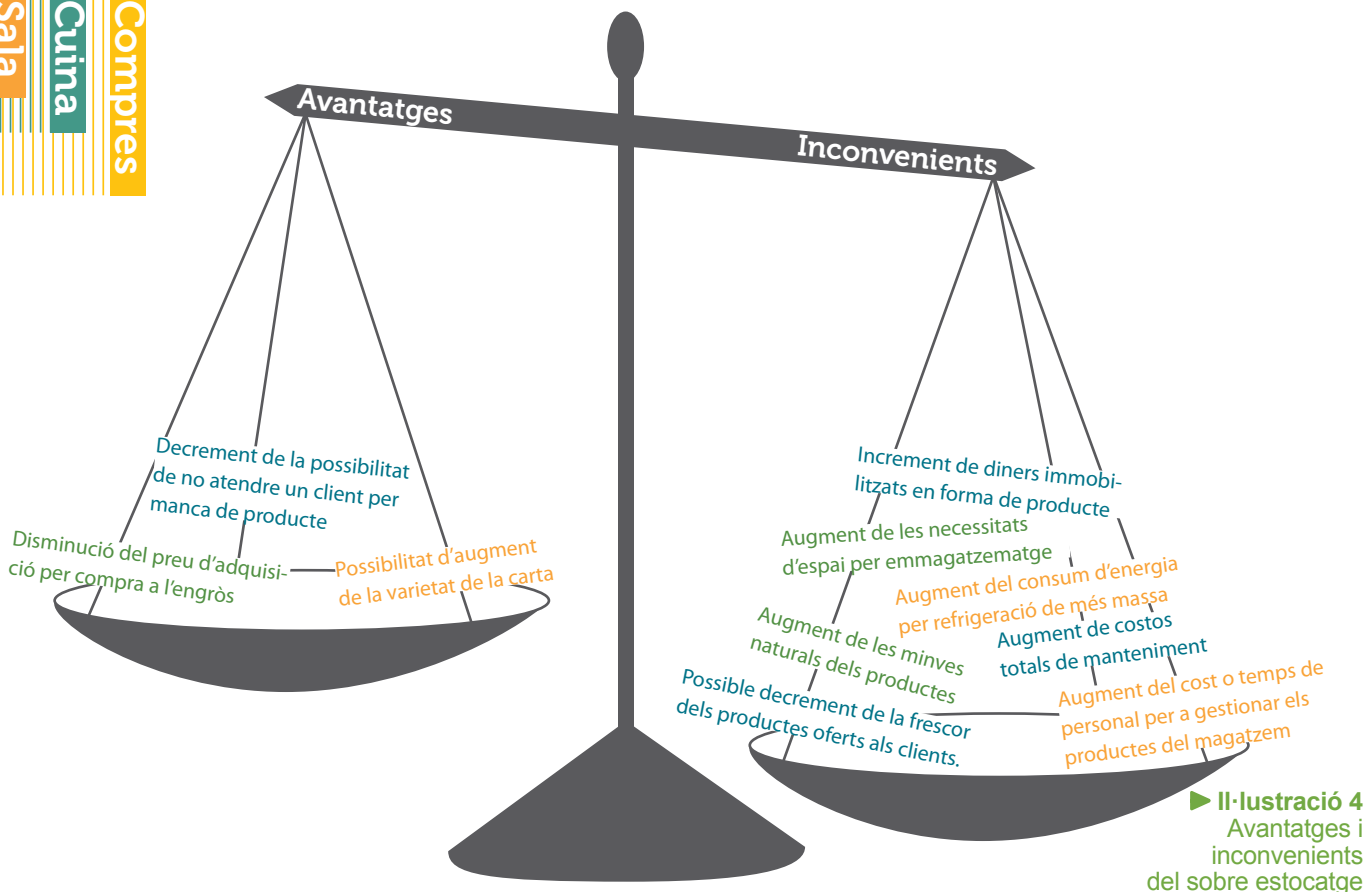 Compres
Cuina
Sala
Avantatges
Inconvenients
Decrement de la possibilitat
de no atendre un client per
manca de producte
Disminució del preu d'adquisi-
ció per compra a l'engròs
Possibilitat d'augment
de la varietat de la carta
Increment de diners immobi-
litzats en forma de producte
Augment de les necessitats
d'espai per emmagatzematge
Augment del consum d'energia
per refrigeració de més massa
Augment de les minves
naturals dels productes
Augment de costos
totals de manteniment
Possible decrement de la frescor
dels productes oferts als clients.
Augment del cost o temps de
personal per a gestionar els
productes del magatzem
Il·lustració 4
Avantatges i
inconvenients
del sobre estocatge